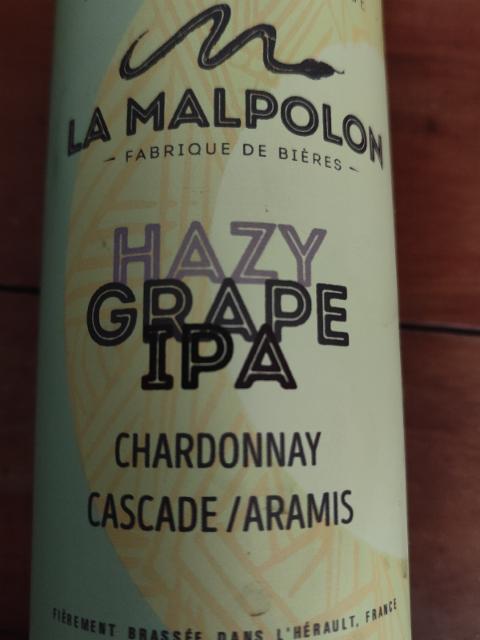 LA MALPOLON
- FABRIQUE DE BIÈRES -
HAZY
GRAPE
IPA
CHARDONNAY
CASCADE / ARAMIS
FIÈREMENT BRASSÉE DANS L'HÉRAULT, FRANCE